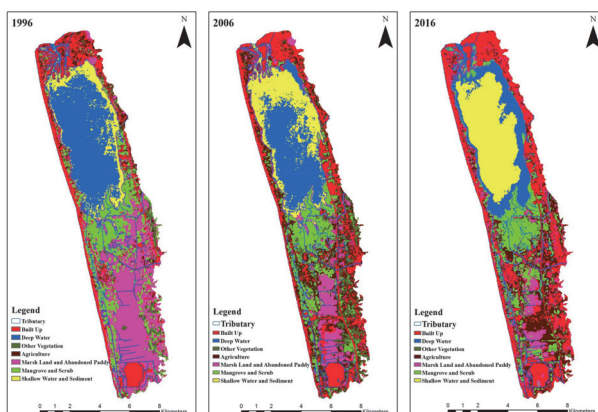 1996
N
Legend
Tributary
Built Up
Deep Water
Other Vegetation
Agriculture
Marsh Land and Abandoned Paddy
Mangrove and Scrub
Shallow Water and Sediment
0 1 2 4 6 8
Kilometers
2006
N
Legend
Tributary
Built Up
Deep Water
Other Vegetation
Agriculture
Marsh Land and Abandoned Paddy
Mangrove and Scrub
Shallow Water and Sediment
0 1 2 4 6 8
Kilometers
2016
N
Legend
Tributary
Built Up
Deep Water
Other Vegetation
Agriculture
Marsh Land and Abandoned Paddy
Mangrove and Scrub
Shallow Water and Sediment
0 1 2 4 6 8
Kilometers